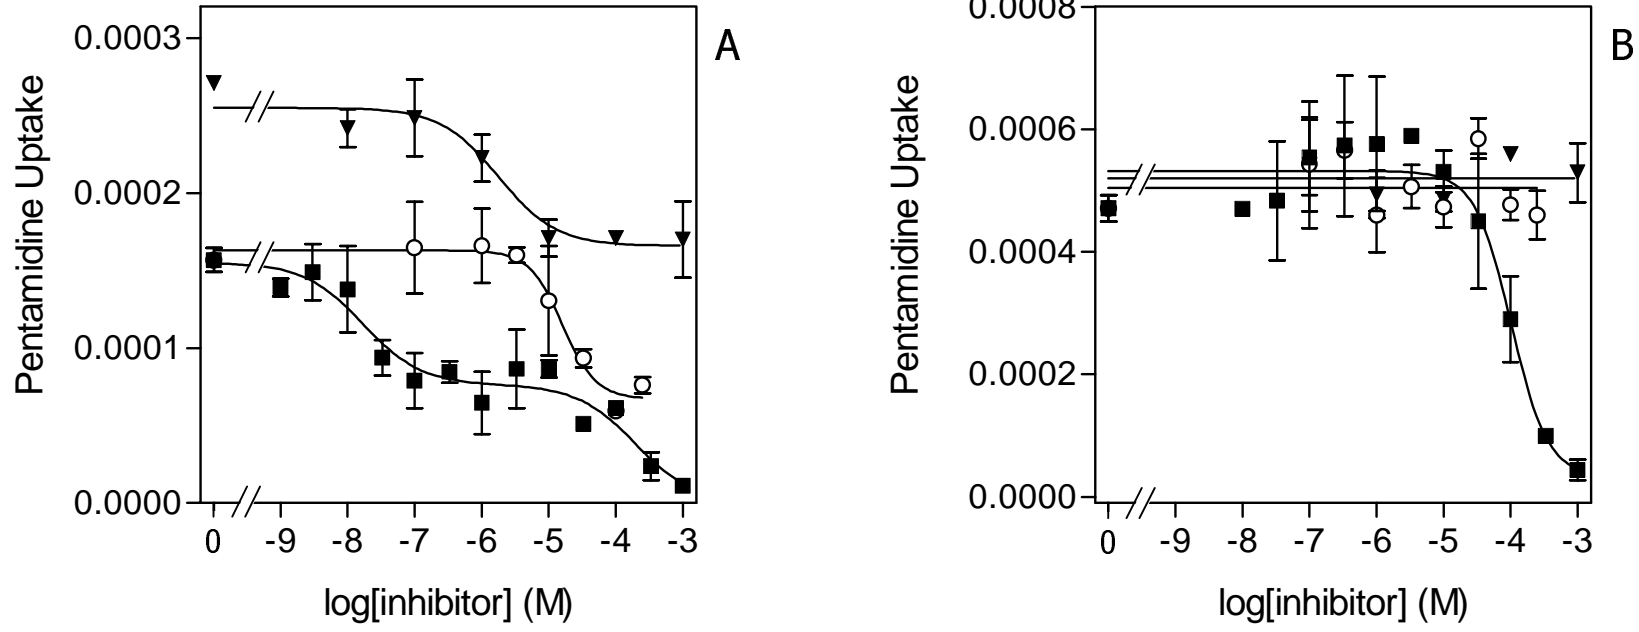 A
0.0003
0.0002
0.0001
0.0000
Pentamidine Uptake
0 -9 -8 -7 -6 -5 -4 -3
log[inhibitor] (M)
B
0.0008
0.0006
0.0004
0.0002
0.0000
Pentamidine Uptake
0 -9 -8 -7 -6 -5 -4 -3
log[inhibitor] (M)